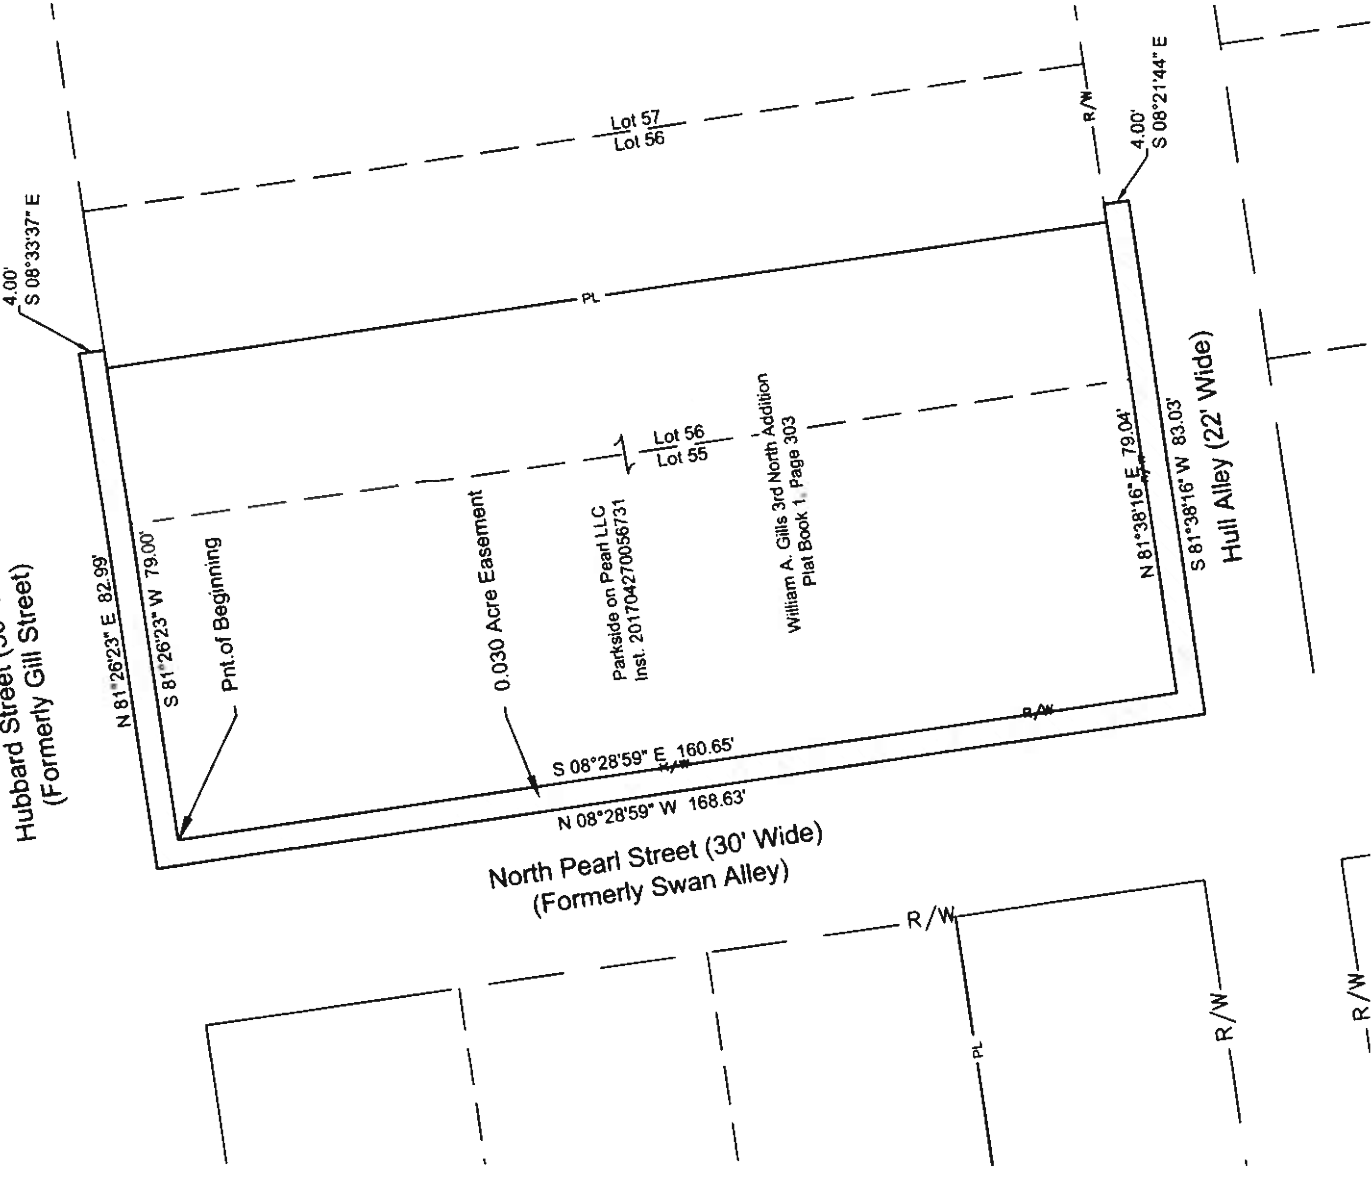 4.00'
S 08°33'37" E
Hubbard Street
(Formerly Gill Street)
N 81°26'23" E 82.99'
S 81°26'23" W 79.00'
Pnt.of Beginning
0.030 Acre Easement
Lot 57
Lot 56
R/W
4.00'
S 08°21'44" E
PL
Lot 56
Lot 55
Parkside on Pearl LLC
Inst. 201704270056731
William A. Gills 3rd North Addition
Plat Book 1, Page 303
N 81°38'16" E 79.04'
R/W
S 81°38'16" W 83.03'
Hull Alley (22' Wide)
S 08°28'59" E 160.65'
R/W
R/W
N 08°28'59" W 168.63'
North Pearl Street (30' Wide)
(Formerly Swan Alley)
R/W
PL
R/W
R/W